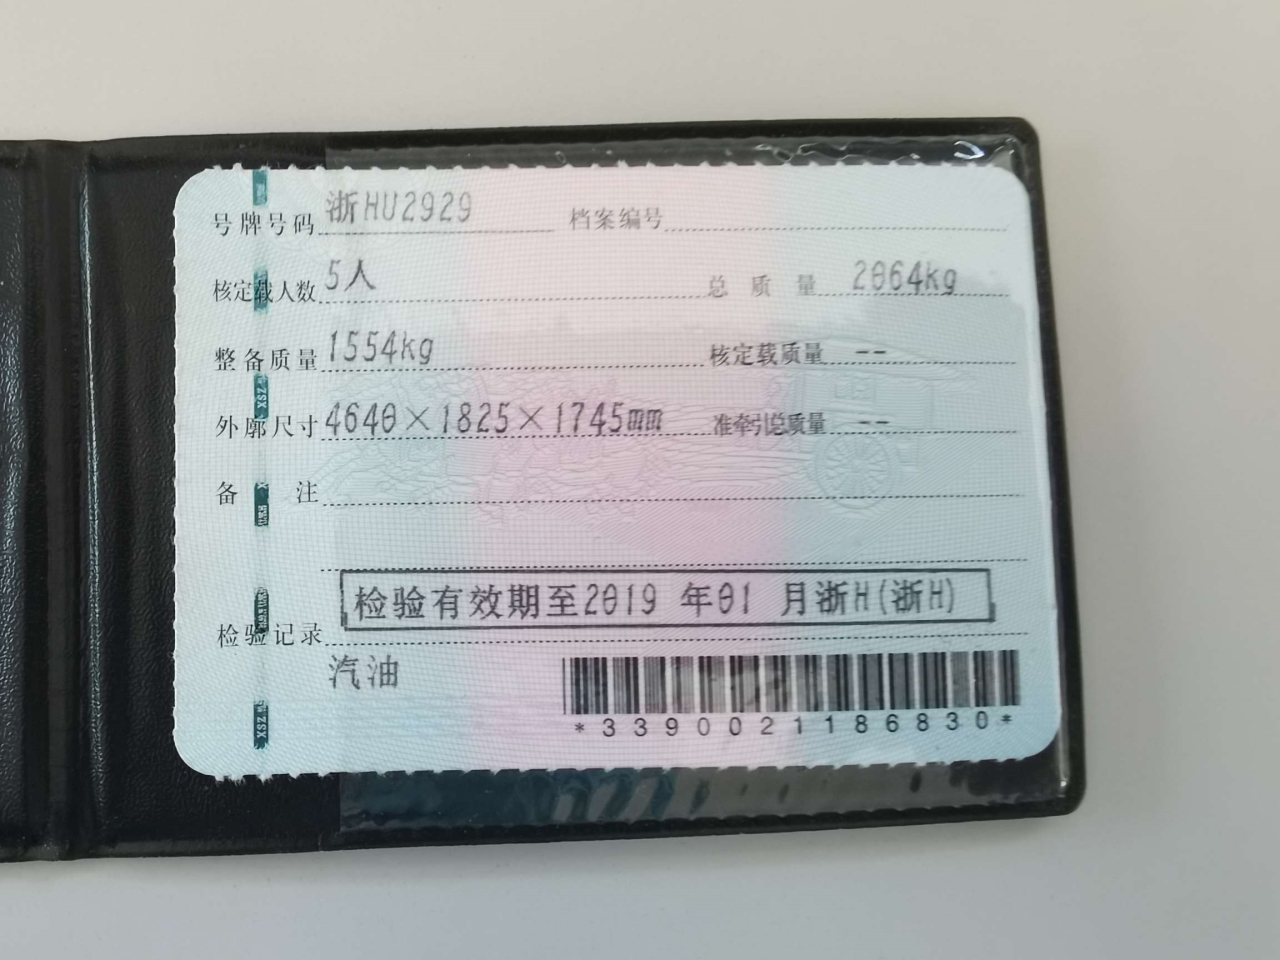 号牌号码 浙HU2929 档案编号
核定载人数 5人 总质量 2064kg
整备质量 1554kg 核定载质量 --
外廓尺寸 4640×1825×1745mm 准牵引总质量 --
备注
检验记录 检验有效期至2019 年01 月浙H(浙H)
汽油
*3390021186830*